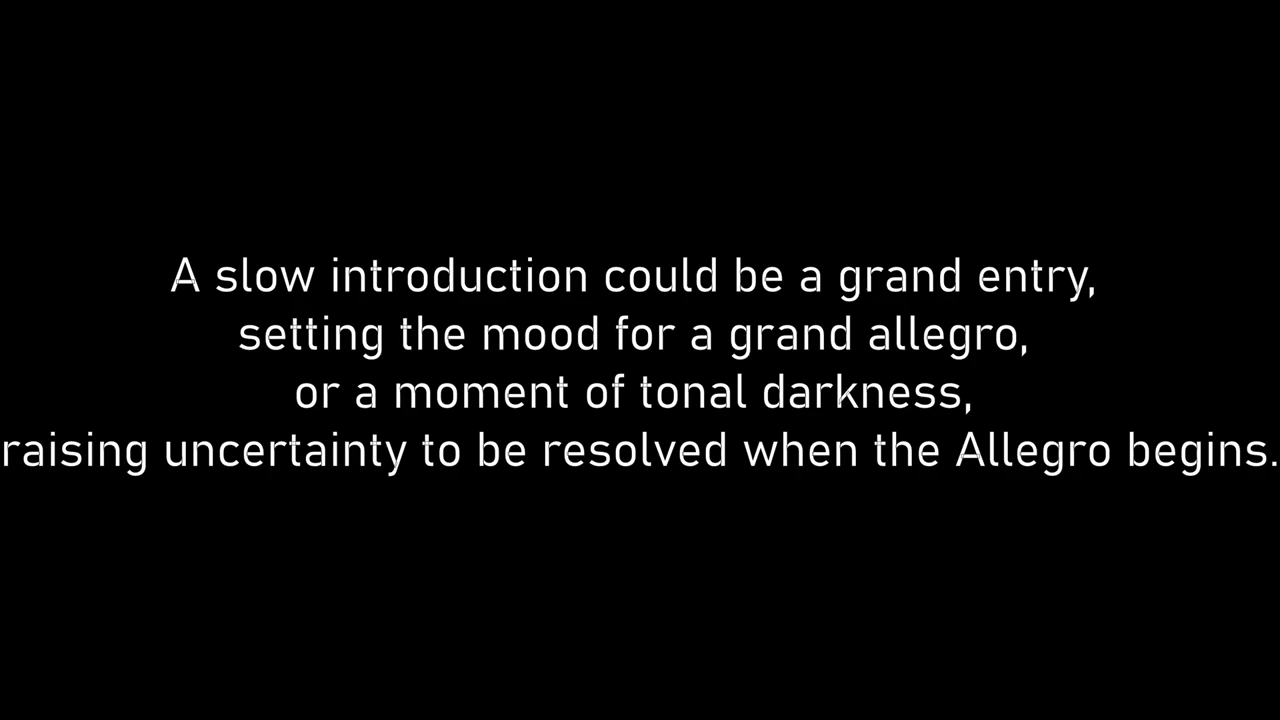 A slow introduction could be a grand entry,
setting the mood for a grand allegro,
or a moment of tonal darkness,
raising uncertainty to be resolved when the Allegro begins.